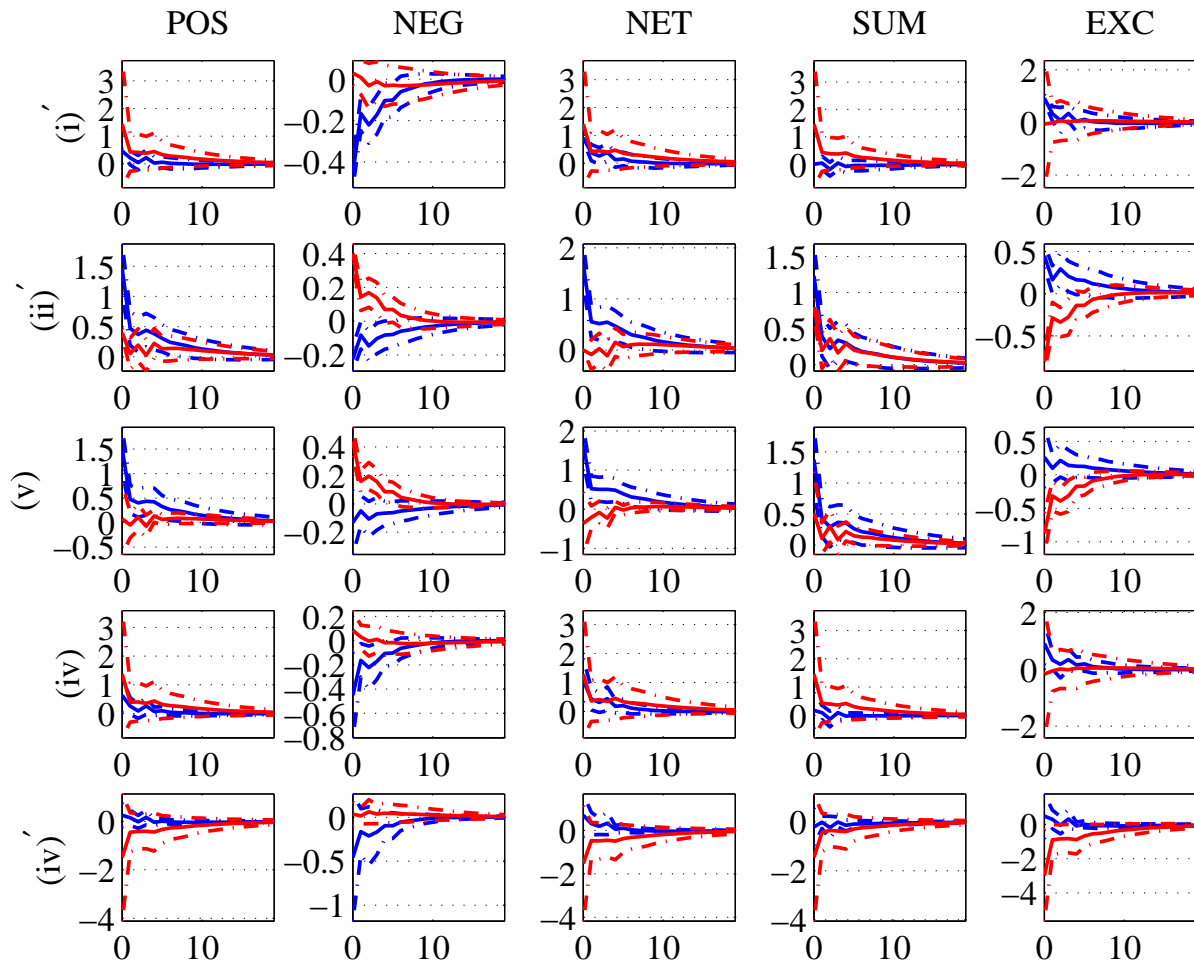 POS NEG NET SUM EXC
(i)′
3 2 1 0
0 −0.2 −0.4
3 2 1 0
3 2 1 0
2 0 −2
0 10 0 10 0 10 0 10 0 10
(ii)′
1.5 1 0.5 0
0.4 0.2 0 −0.2
2 1 0
1.5 1 0.5 0
0.5 0 −0.5
0 10 0 10 0 10 0 10 0 10
(v)
1.5 1 0.5 0 −0.5
0.4 0.2 0 −0.2
2 1 0 −1
1.5 1 0.5 0
0.5 0 −0.5 −1
0 10 0 10 0 10 0 10 0 10
(iv)
3 2 1 0
0.2 0 −0.2 −0.4 −0.6 −0.8
3 2 1 0
3 2 1 0
2 0 −2
0 10 0 10 0 10 0 10 0 10
(iv)′
0 −2 −4
0 −0.5 −1
0 −2 −4
0 −2 −4
0 −2 −4
0 10 0 10 0 10 0 10 0 10